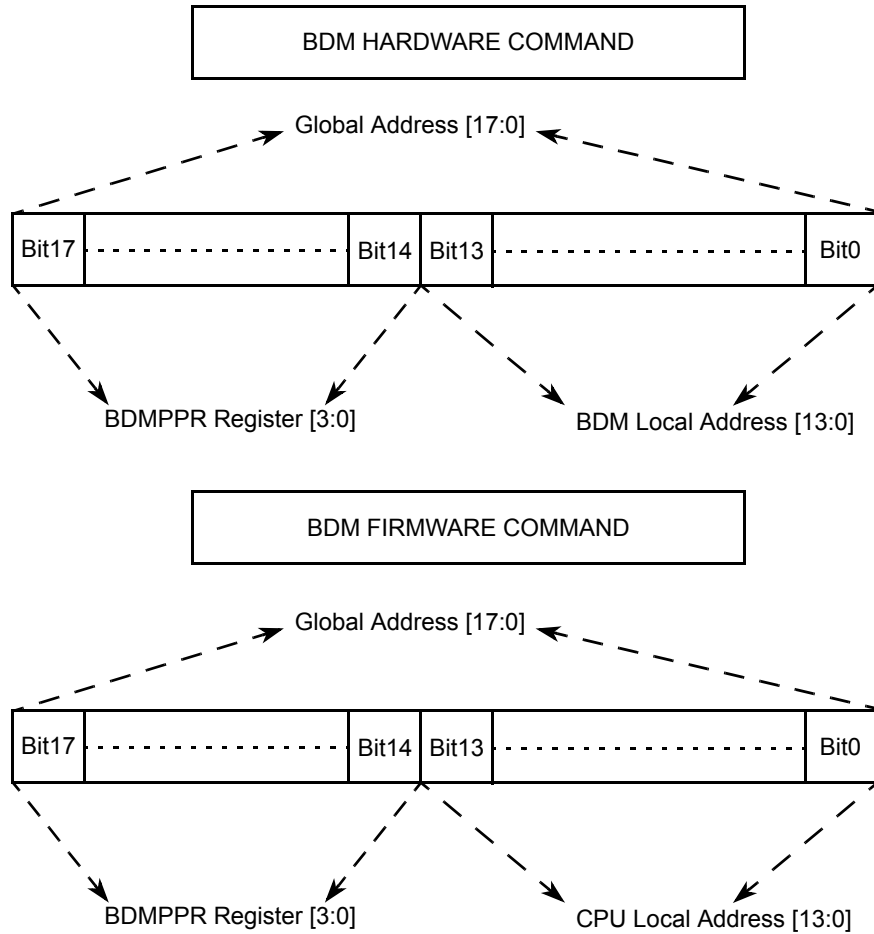 BDM HARDWARE COMMAND
Global Address [17:0]
Bit17 Bit14 Bit13 Bit0
BDMPPR Register [3:0] BDM Local Address [13:0]
BDM FIRMWARE COMMAND
Global Address [17:0]
Bit17 Bit14 Bit13 Bit0
BDMPPR Register [3:0] CPU Local Address [13:0]